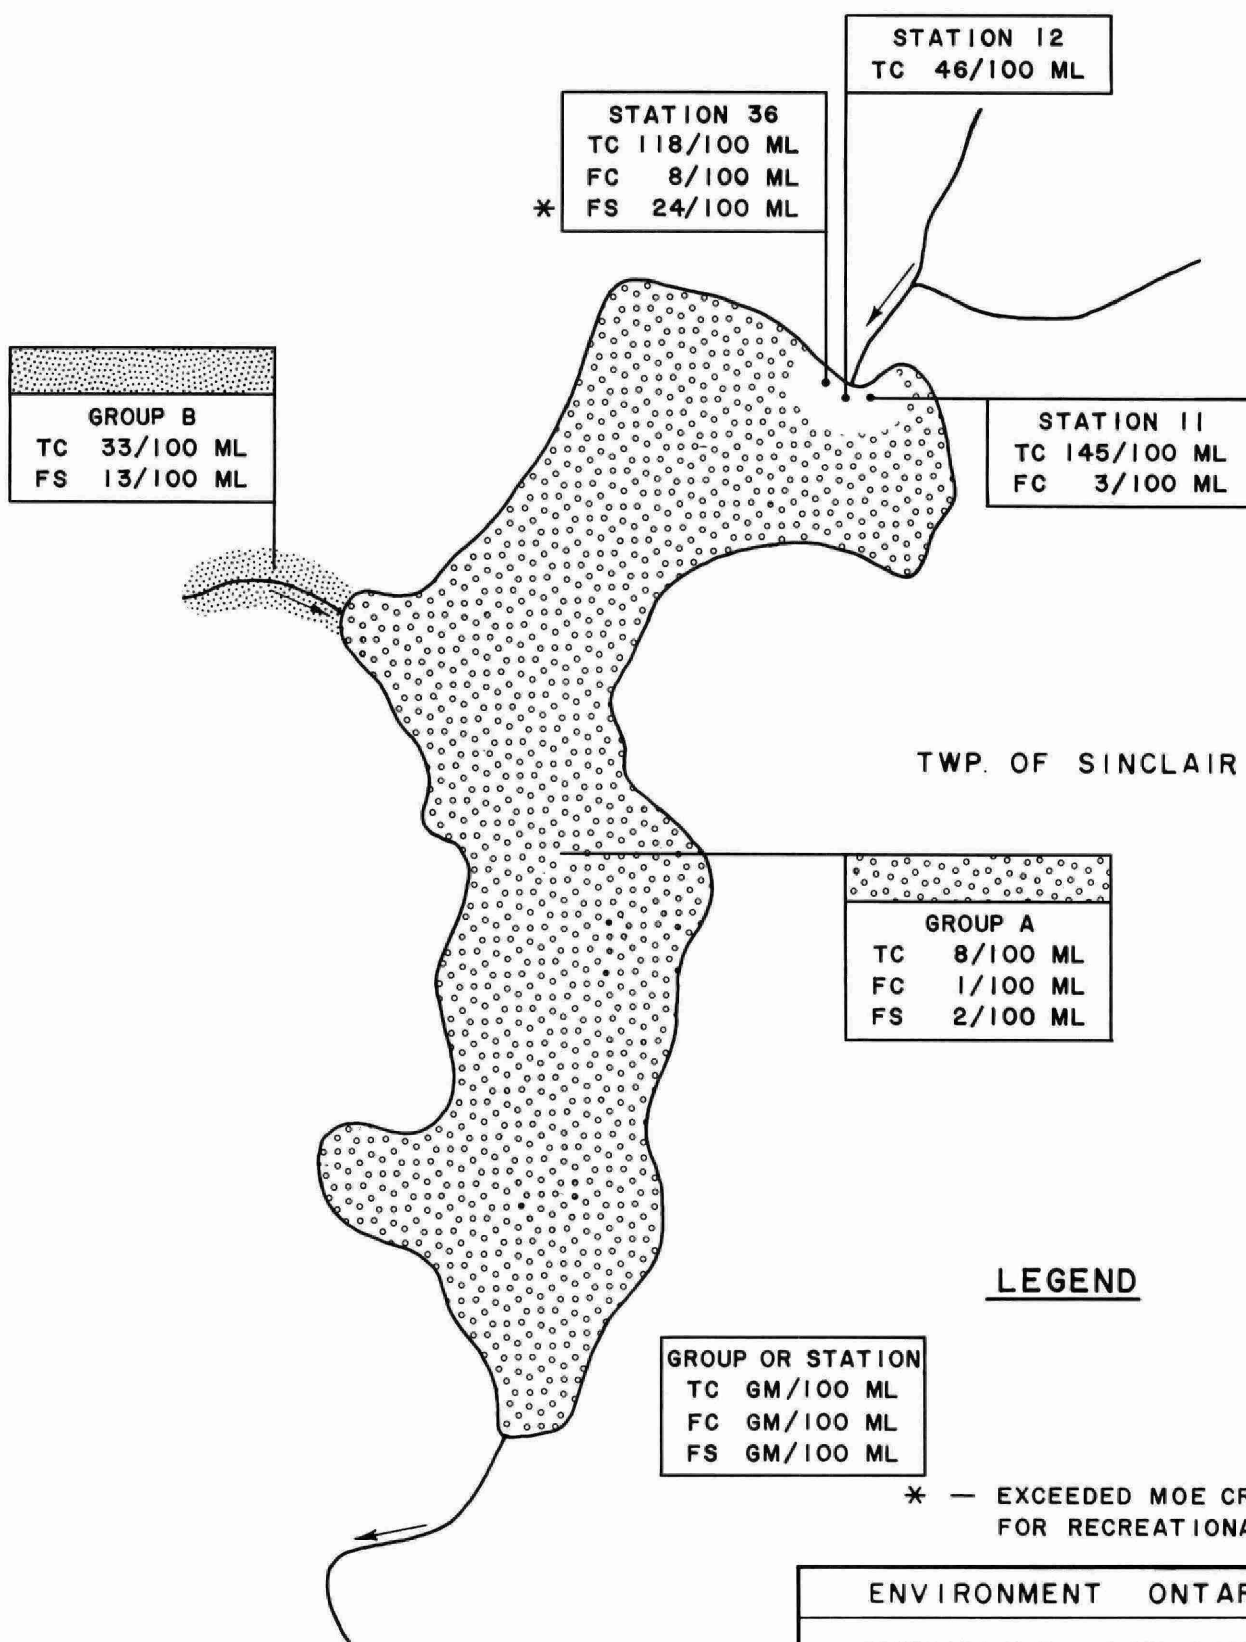 STATION 12
TC 46/100 ML
STATION 36
TC 118/100 ML
FC 8/100 ML
* FS 24/100 ML
GROUP B
TC 33/100 ML
FS 13/100 ML
STATION 11
TC 145/100 ML
FC 3/100 ML
TWP. OF SINCLAIR
GROUP A
TC 8/100 ML
FC 1/100 ML
FS 2/100 ML
LEGEND
GROUP OR STATION
TC GM/100 ML
FC GM/100 ML
FS GM/100 ML
* — EXCEEDED MOE
FOR
ENVIRONMENT